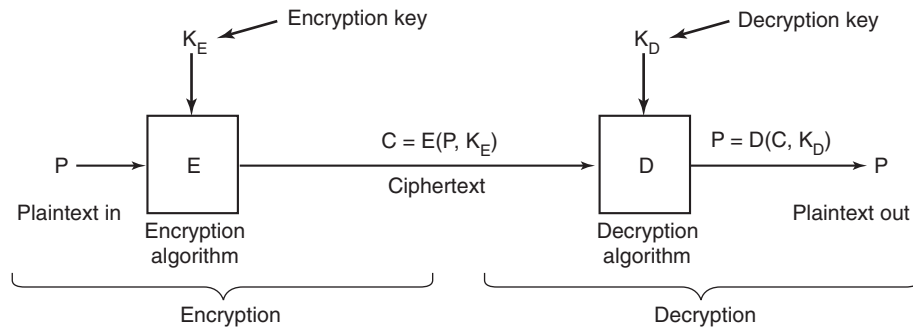 Encryption key
Decryption key
K_E
K_D
P
E
C = E(P, K_E)
Ciphertext
D
P = D(C, K_D)
P
Plaintext in
Plaintext out
Encryption
algorithm
Decryption
algorithm
Encryption
Decryption